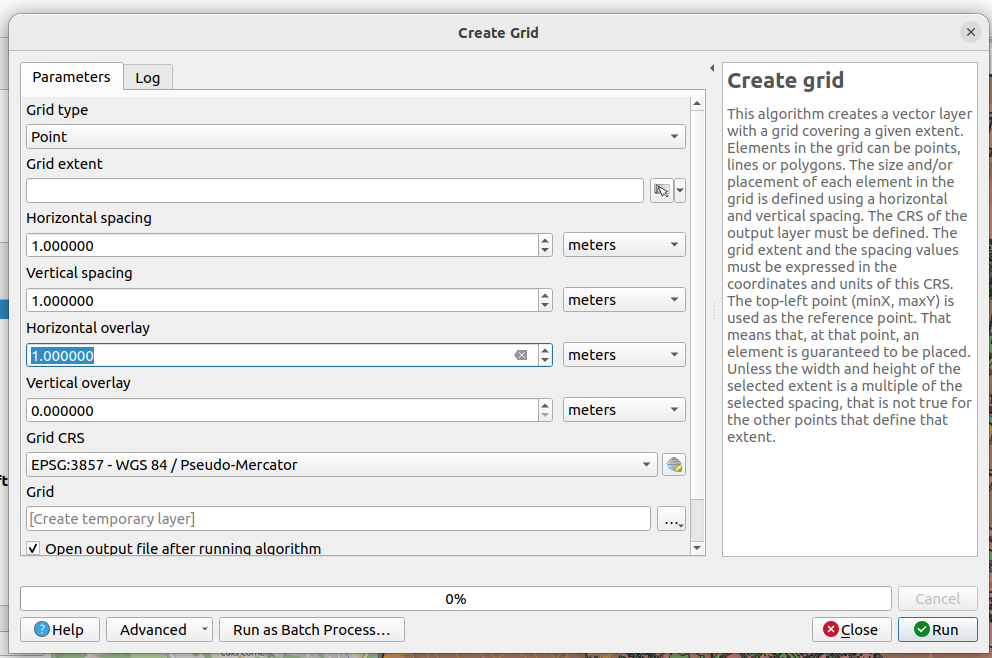 Create Grid
Parameters
Log
Grid type
Point
Grid extent
Horizontal spacing
1.000000
meters
Vertical spacing
1.000000
meters
Horizontal overlay
1.000000
meters
Vertical overlay
0.000000
meters
Grid CRS
EPSG:3857 - WGS 84 / Pseudo-Mercator
Grid
[Create temporary layer]
...
Open output file after running algorithm
Create grid
This algorithm creates a vector layer
with a grid covering a given extent.
Elements in the grid can be points,
lines or polygons. The size and/or
placement of each element in the
grid is defined using a horizontal
and vertical spacing. The CRS of the
output layer must be defined. The
grid extent and the spacing values
must be expressed in the
coordinates and units of this CRS.
The top-left point (minX, maxY) is
used as the reference point. That
means that, at that point, an
element is guaranteed to be placed.
Unless the width and height of the
selected extent is a multiple of the
selected spacing, that is not true for
the other points that define that
extent.
0%
Cancel
Help
Advanced
Run as Batch Process...
Close
Run